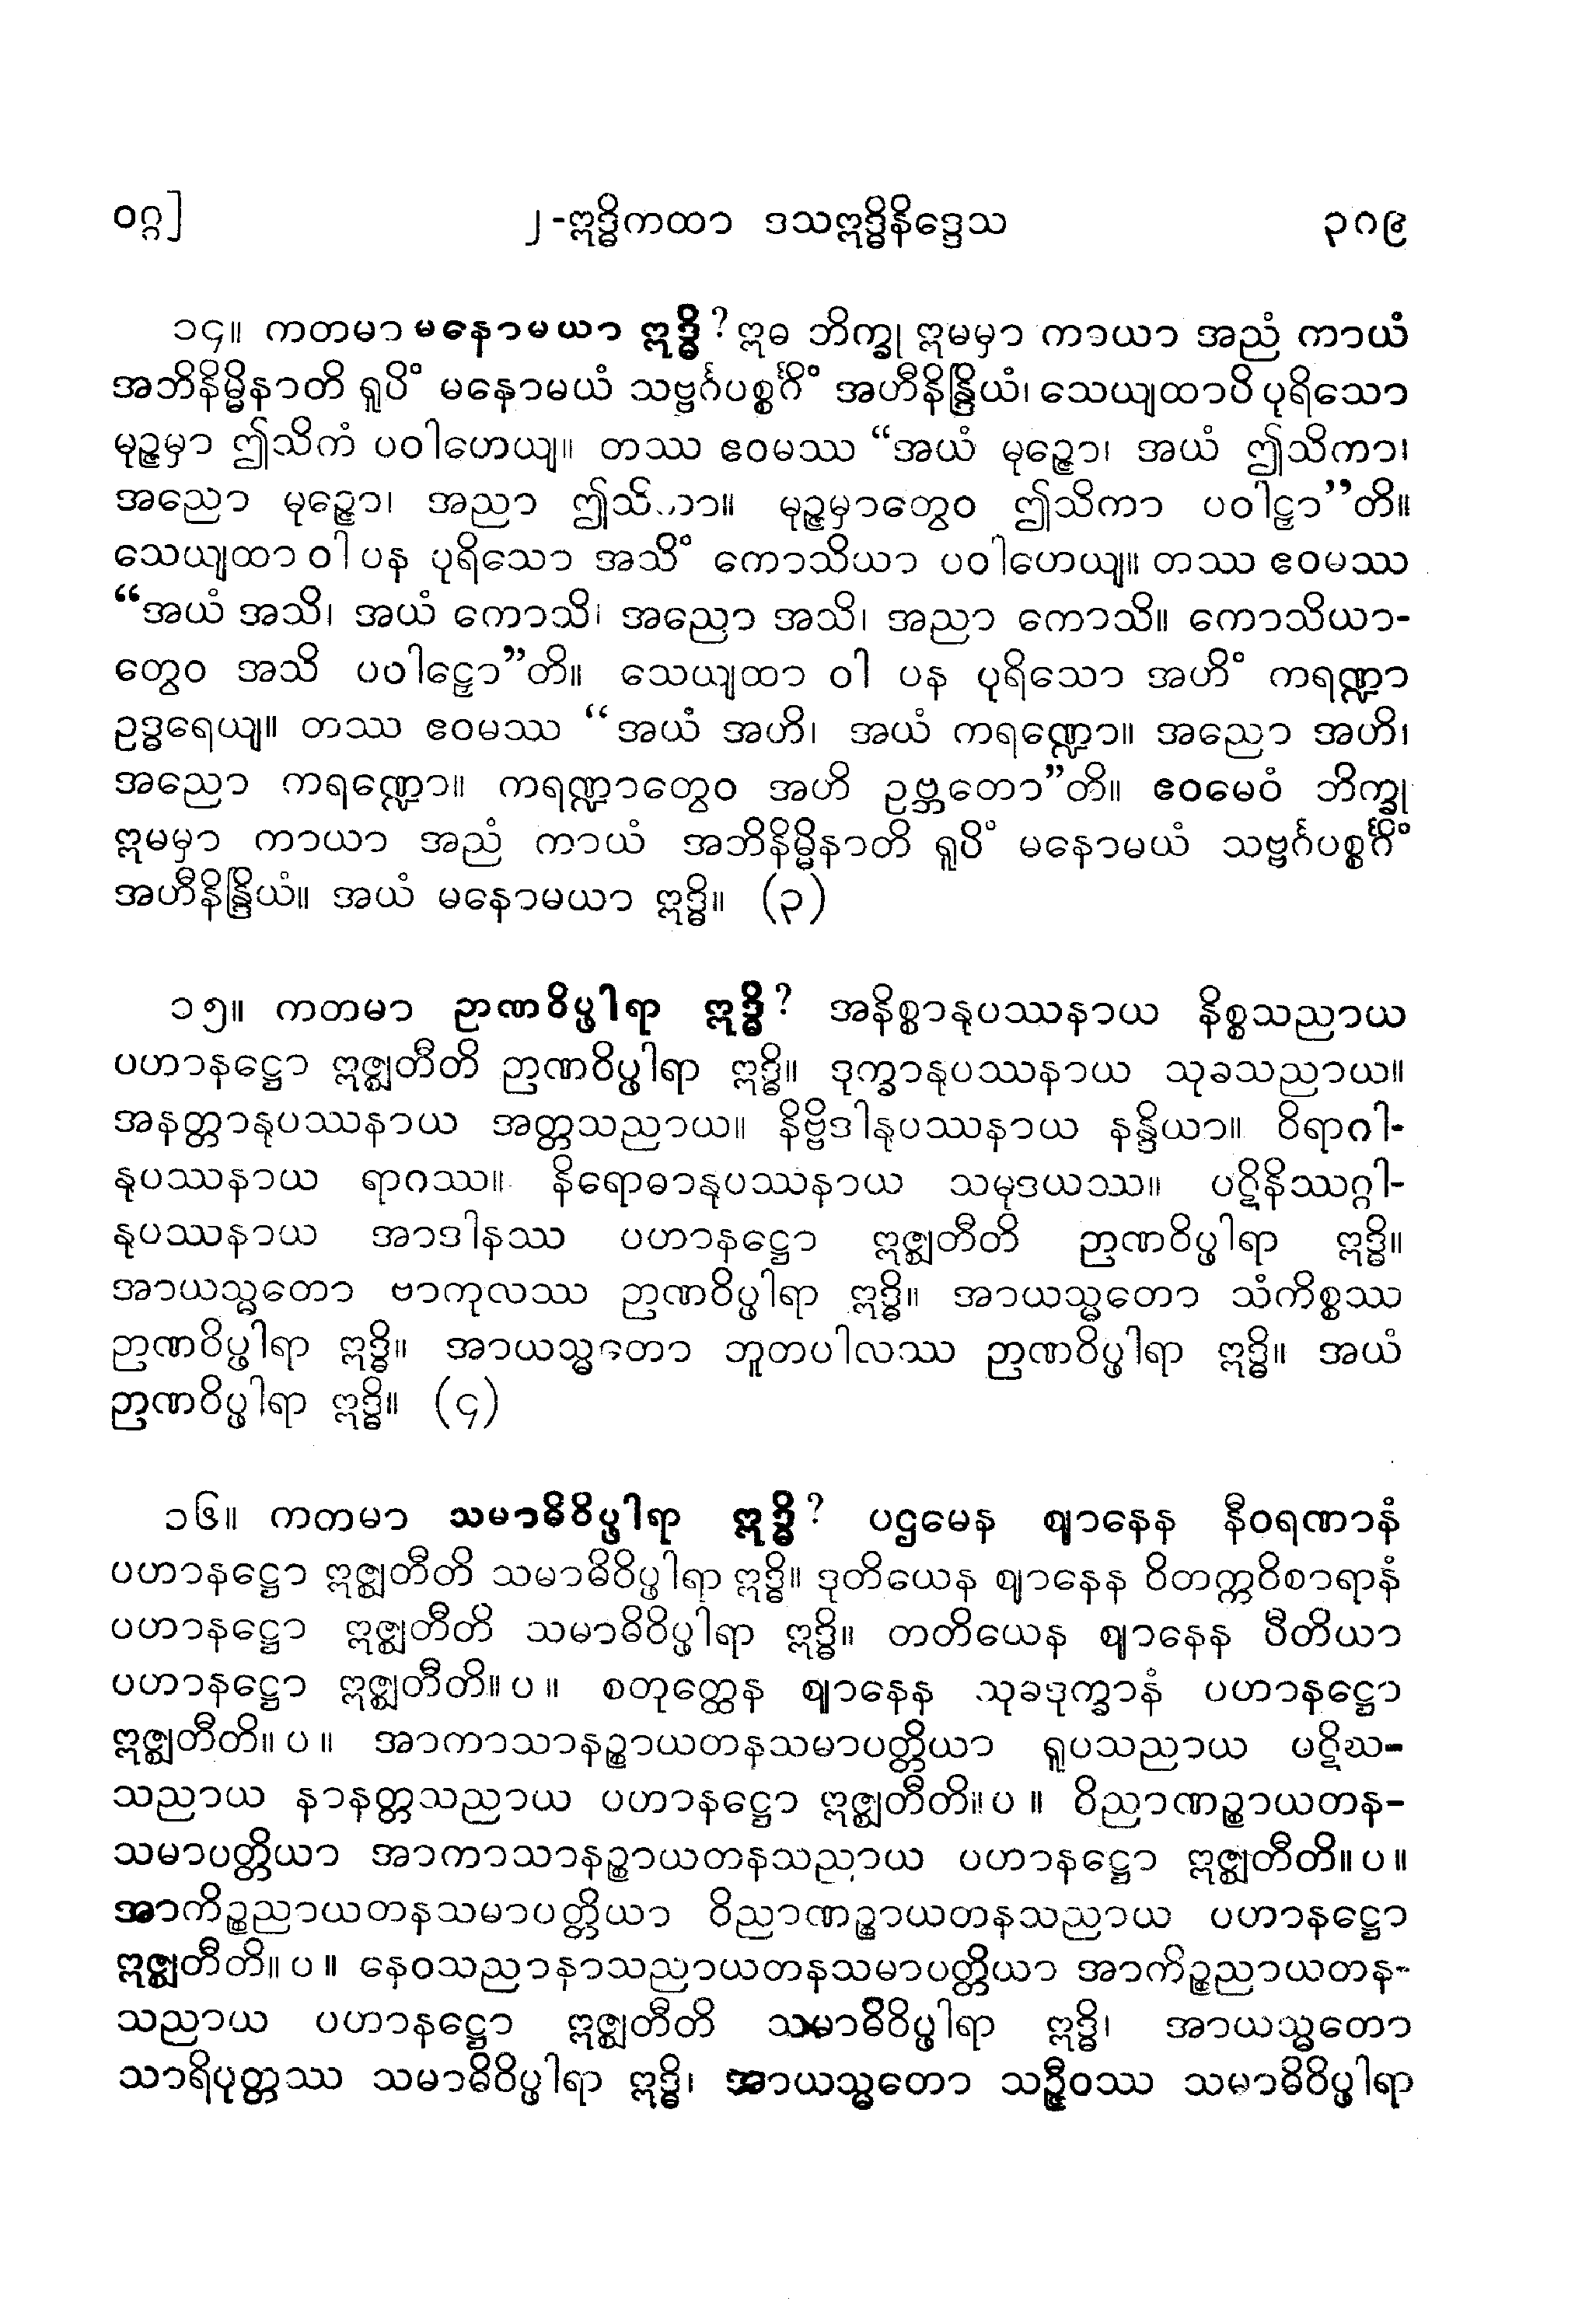 ဝဂ္ဂ] ၂-ဣဒ္ဓိကထာ ဒသဣဒ္ဓိနိဒ္ဒေသ ၃၀၉
၁၄။ ကတမာ မနောမယာ ဣဒ္ဓိ? ဣဓ ဘိက္ခု ဣမမှာ ကာယာ အညံ ကာယံ
အဘိနိမ္မိနာတိ ရူပိံ မနောမယံ သဗ္ဗင်္ဂပစ္စင်္ဂိံ အဟီနိန္ဒြိယံ၊ သေယျထာပိ ပုရိသော
မုဉ္ဇမှာ ဤသိကံ ပဝါဟေယျ။ တဿ ဧဝမဿ “အယံ မုဉ္ဇော၊ အယံ ဤသိကာ၊
အညော မုဉ္ဇော၊ အညာ ဤသိကာ။ မုဉ္ဇမှာတွေဝ ဤသိကာ ပဝါဠှာ”တိ။
သေယျထာ ဝါ ပန ပုရိသော အသိံ ကောသိယာ ပဝါဟေယျ။ တဿ ဧဝမဿ
“အယံ အသိ၊ အယံ ကောသိ၊ အညော အသိ၊ အညာ ကောသိ။ ကောသိယာ-
တွေဝ အသိ ပဝါဠှော”တိ။ သေယျထာ ဝါ ပန ပုရိသော အဟိံ ကရဏ္ဍာ
ဥဒ္ဓရေယျ။ တဿ ဧဝမဿ “အယံ အဟိ၊ အယံ ကရဏ္ဍော။ အညော အဟိ၊
အညော ကရဏ္ဍော။ ကရဏ္ဍာတွေဝ အဟိ ဥဗ္ဘတော”တိ။ ဧဝမေဝံ ဘိက္ခု
ဣမမှာ ကာယာ အညံ ကာယံ အဘိနိမ္မိနာတိ ရူပိံ မနောမယံ သဗ္ဗင်္ဂပစ္စင်္ဂိံ
အဟီနိန္ဒြိယံ။ အယံ မနောမယာ ဣဒ္ဓိ။ (၃)
၁၅။ ကတမာ ဉာဏဝိပ္ဖါရာ ဣဒ္ဓိ? အနိစ္စာနုပဿနာယ နိစ္စသညာယ
ပဟာနဋ္ဌော ဣဇ္ဈတီတိ ဉာဏဝိပ္ဖါရာ ဣဒ္ဓိ။ ဒုက္ခာနုပဿနာယ သုခသညာယ။
အနတ္တာနုပဿနာယ အတ္တသညာယ။ နိဗ္ဗိဒါနုပဿနာယ နန္ဒိယာ။ ဝိရာဂါ-
နုပဿနာယ ရာဂဿ။ နိရောဓာနုပဿနာယ သမုဒယဿ။ ပဋိနိဿဂ္ဂါ-
နုပဿနာယ အာဒါနဿ ပဟာနဋ္ဌော ဣဇ္ဈတီတိ ဉာဏဝိပ္ဖါရာ ဣဒ္ဓိ။
အာယသ္မတော ဗာကုလဿ ဉာဏဝိပ္ဖါရာ ဣဒ္ဓိ။ အာယသ္မတော သံကိစ္စဿ
ဉာဏဝိပ္ဖါရာ ဣဒ္ဓိ။ အာယသ္မတော ဘူတပါလဿ ဉာဏဝိပ္ဖါရာ ဣဒ္ဓိ။ အယံ
ဉာဏဝိပ္ဖါရာ ဣဒ္ဓိ။ (၄)
၁၆။ ကတမာ သမာဓိဝိပ္ဖါရာ ဣဒ္ဓိ? ပဌမေန ဈာနေန နီဝရဏာနံ
ပဟာနဋ္ဌော ဣဇ္ဈတီတိ သမာဓိဝိပ္ဖါရာ ဣဒ္ဓိ။ ဒုတိယေန ဈာနေန ဝိတက္ကဝိစာရာနံ
ပဟာနဋ္ဌော ဣဇ္ဈတီတိ သမာဓိဝိပ္ဖါရာ ဣဒ္ဓိ။ တတိယေန ဈာနေန ပီတိယာ
ပဟာနဋ္ဌော ဣဇ္ဈတီတိ။ ပ ။ စတုတ္ထေန ဈာနေန သုခဒုက္ခာနံ ပဟာနဋ္ဌော
ဣဇ္ဈတီတိ။ ပ ။ အာကာသာနဉ္စာယတနသမာပတ္တိယာ ရူပသညာယ ပဋိဃ-
သညာယ နာနတ္တသညာယ ပဟာနဋ္ဌော ဣဇ္ဈတီတိ။ ပ ။ ဝိညာဏဉ္စာယတန-
သမာပတ္တိယာ အာကာသာနဉ္စာယတနသညာယ ပဟာနဋ္ဌော ဣဇ္ဈတီတိ။ ပ ။
အာကိဉ္စညာယတနသမာပတ္တိယာ ဝိညာဏဉ္စာယတနသညာယ ပဟာနဋ္ဌော
ဣဇ္ဈတီတိ။ ပ ။ နေဝသညာနာသညာယတနသမာပတ္တိယာ အာကိဉ္စညာယတန-
သညာယ ပဟာနဋ္ဌော ဣဇ္ဈတီတိ သမာဓိဝိပ္ဖါရာ ဣဒ္ဓိ၊ အာယသ္မတော
သာရိပုတ္တဿ သမာဓိဝိပ္ဖါရာ ဣဒ္ဓိ၊ အာယသ္မတော သဉ္ဇီဝဿ သမာဓိဝိပ္ဖါရာ